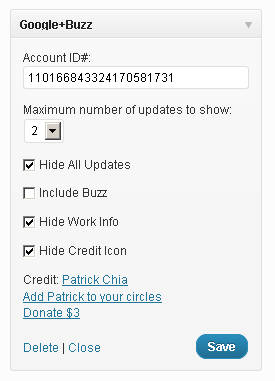 Google+Buzz
Account ID#:
110166843324170581731
Maximum number of updates to show:
2
Hide All Updates
Include Buzz
Hide Work Info
Hide Credit Icon
Credit: Patrick Chia
Add Patrick to your circles
Donate $3
Delete | Close
Save